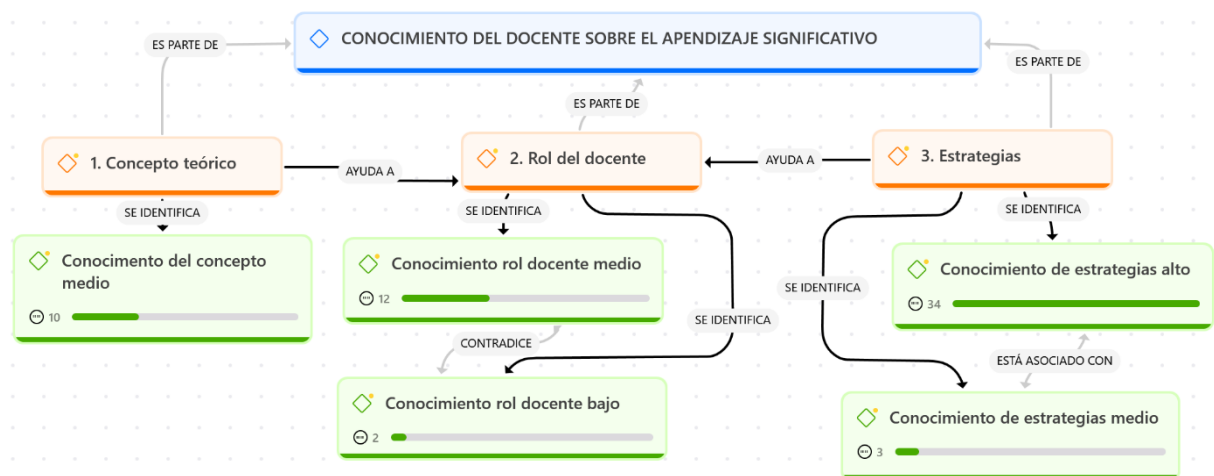 CONOCIMIENTO DEL DOCENTE SOBRE EL APENDIZAJE SIGNIFICATIVO
ES PARTE DE
ES PARTE DE
ES PARTE DE
1. Concepto teórico
AYUDA A
2. Rol del docente
AYUDA A
3. Estrategias
SE IDENTIFICA
SE IDENTIFICA
SE IDENTIFICA
Conocimento del concepto
medio
10
Conocimiento rol docente medio
12
Conocimiento de estrategias alto
34
SE IDENTIFICA
SE IDENTIFICA
CONTRADICE
ESTÁ ASOCIADO CON
Conocimiento rol docente bajo
2
Conocimiento de estrategias medio
3